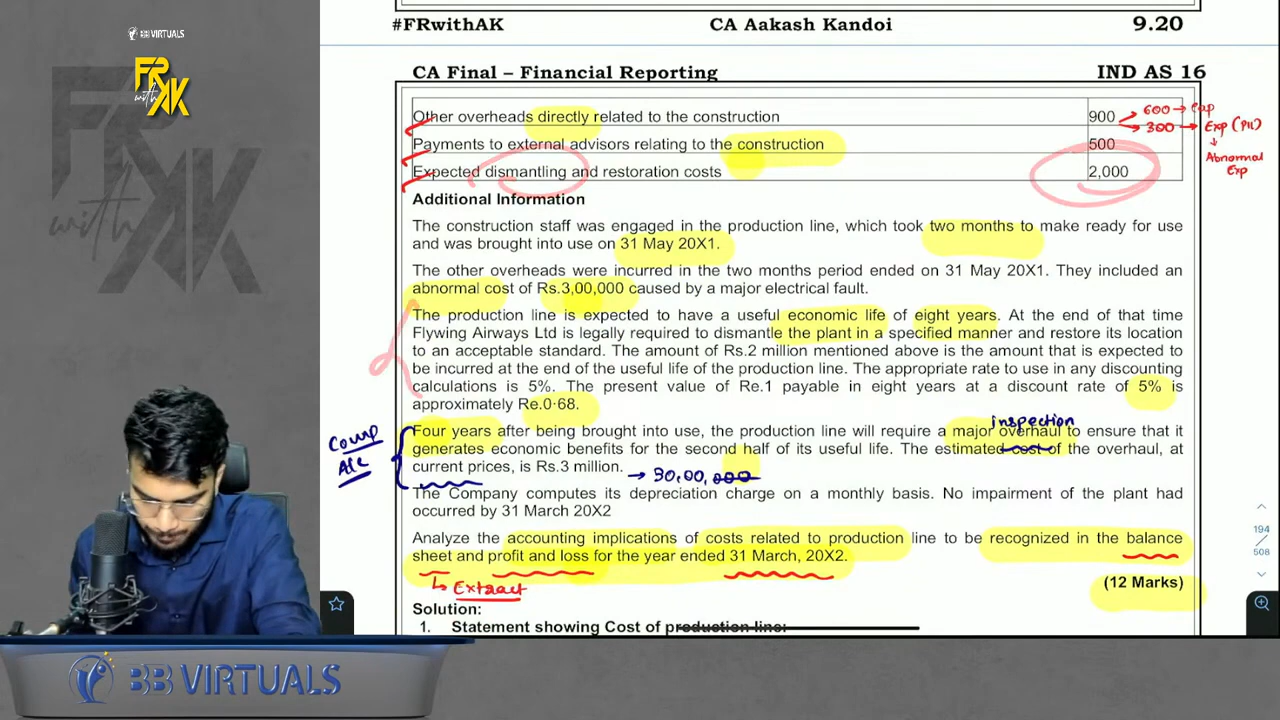 BB VIRTUALS
FR
with
AK
FR
with
AK
#FRwithAK CA Aakash Kandoi 9.20
CA Final – Financial Reporting IND AS 16
Other overheads directly related to the construction 900
600 → Cap
300 → Exp (P/L)
Abnormal
Exp
Payments to external advisors relating to the construction 500
Expected dismantling and restoration costs 2,000
Additional Information
The construction staff was engaged in the production line, which took two months to make ready for use
and was brought into use on 31 May 20X1.
The other overheads were incurred in the two months period ended on 31 May 20X1. They included an
abnormal cost of Rs.3,00,000 caused by a major electrical fault.
The production line is expected to have a useful economic life of eight years. At the end of that time
Flywing Airways Ltd is legally required to dismantle the plant in a specified manner and restore its location
to an acceptable standard. The amount of Rs.2 million mentioned above is the amount that is expected to
be incurred at the end of the useful life of the production line. The appropriate rate to use in any discounting
calculations is 5%. The present value of Re.1 payable in eight years at a discount rate of 5% is
approximately Re.0·68.
inspection
Comp
A/c
Four years after being brought into use, the production line will require a major overhaul to ensure that it
generates economic benefits for the second half of its useful life. The estimated cost of the overhaul, at
current prices, is Rs.3 million.
→ 30,00,000
The Company computes its depreciation charge on a monthly basis. No impairment of the plant had
occurred by 31 March 20X2
Analyze the accounting implications of costs related to production line to be recognized in the balance
sheet and profit and loss for the year ended 31 March, 20X2.
Extract
(12 Marks)
Solution:
1. Statement showing Cost of production line:
194
508
BB VIRTUALS